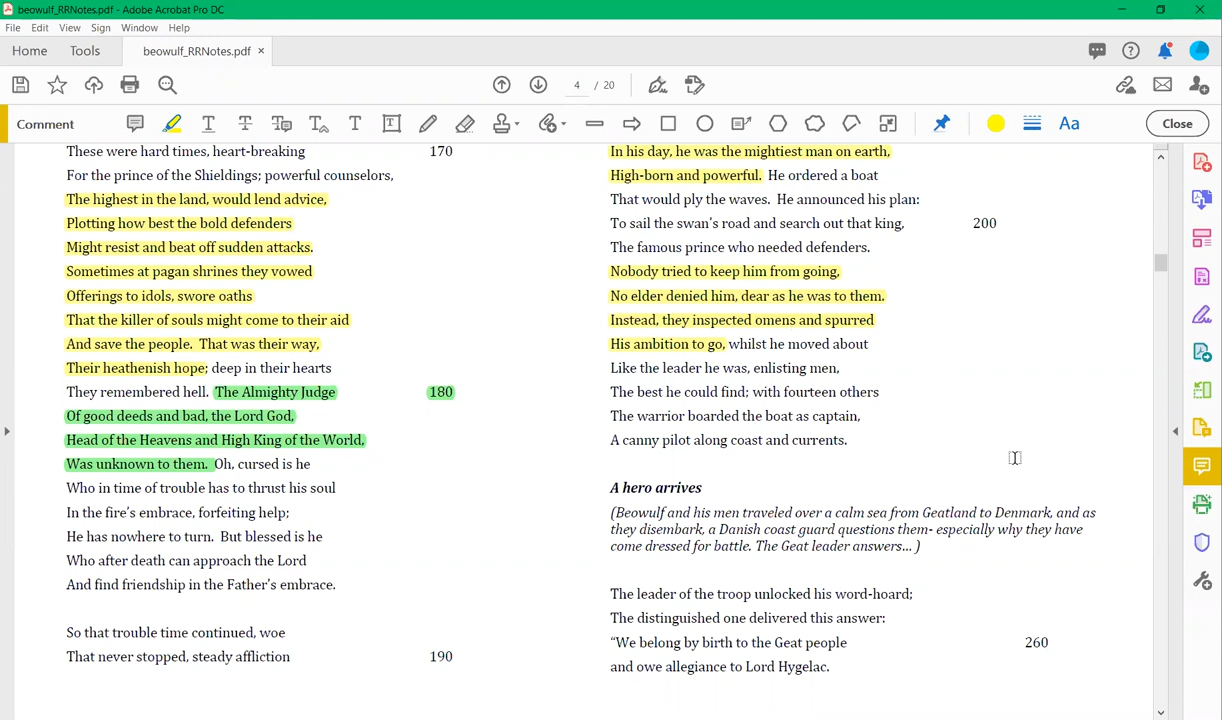 beowulf_RRNotes.pdf - Adobe Acrobat Pro DC
File Edit View Sign Window Help
Home Tools beowulf_RRNotes.pdf ×
4 / 20
Comment
Aa
Close
These were hard times, heart-breaking 170
For the prince of the Shieldings; powerful counselors,
The highest in the land, would lend advice,
Plotting how best the bold defenders
Might resist and beat off sudden attacks.
Sometimes at pagan shrines they vowed
Offerings to idols, swore oaths
That the killer of souls might come to their aid
And save the people. That was their way,
Their heathenish hope; deep in their hearts
They remembered hell. The Almighty Judge 180
Of good deeds and bad, the Lord God,
Head of the Heavens and High King of the World,
Was unknown to them. Oh, cursed is he
Who in time of trouble has to thrust his soul
In the fire's embrace, forfeiting help;
He has nowhere to turn. But blessed is he
Who after death can approach the Lord
And find friendship in the Father's embrace.
So that trouble time continued, woe
That never stopped, steady affliction 190
In his day, he was the mightiest man on earth,
High-born and powerful. He ordered a boat
That would ply the waves. He announced his plan:
To sail the swan's road and search out that king, 200
The famous prince who needed defenders.
Nobody tried to keep him from going,
No elder denied him, dear as he was to them.
Instead, they inspected omens and spurred
His ambition to go, whilst he moved about
Like the leader he was, enlisting men,
The best he could find; with fourteen others
The warrior boarded the boat as captain,
A canny pilot along coast and currents.
A hero arrives
(Beowulf and his men traveled over a calm sea from Geatland to Denmark, and as
they disembark, a Danish coast guard questions them- especially why they have
come dressed for battle. The Geat leader answers... )
The leader of the troop unlocked his word-hoard;
The distinguished one delivered this answer:
“We belong by birth to the Geat people 260
and owe allegiance to Lord Hygelac.